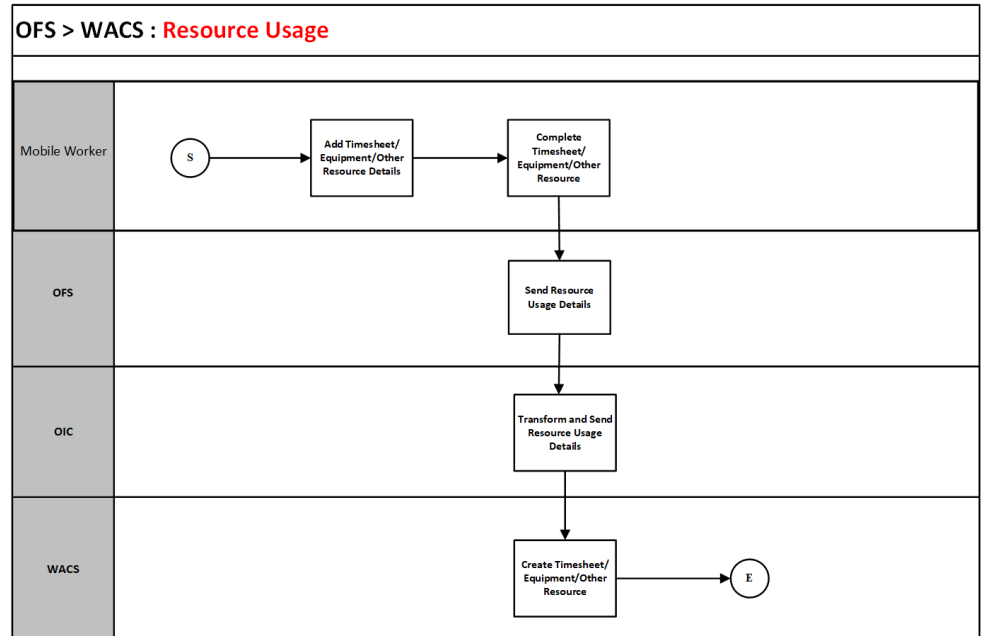 OFS > WACS : Resource Usage
Mobile Worker
S
Add Timesheet/
Equipment/Other
Resource Details
Complete
Timesheet/
Equipment/Other
Resource
OFS
Send Resource
Usage Details
OIC
Transform and Send
Resource Usage
Details
WACS
Create Timesheet/
Equipment/Other
Resource
E